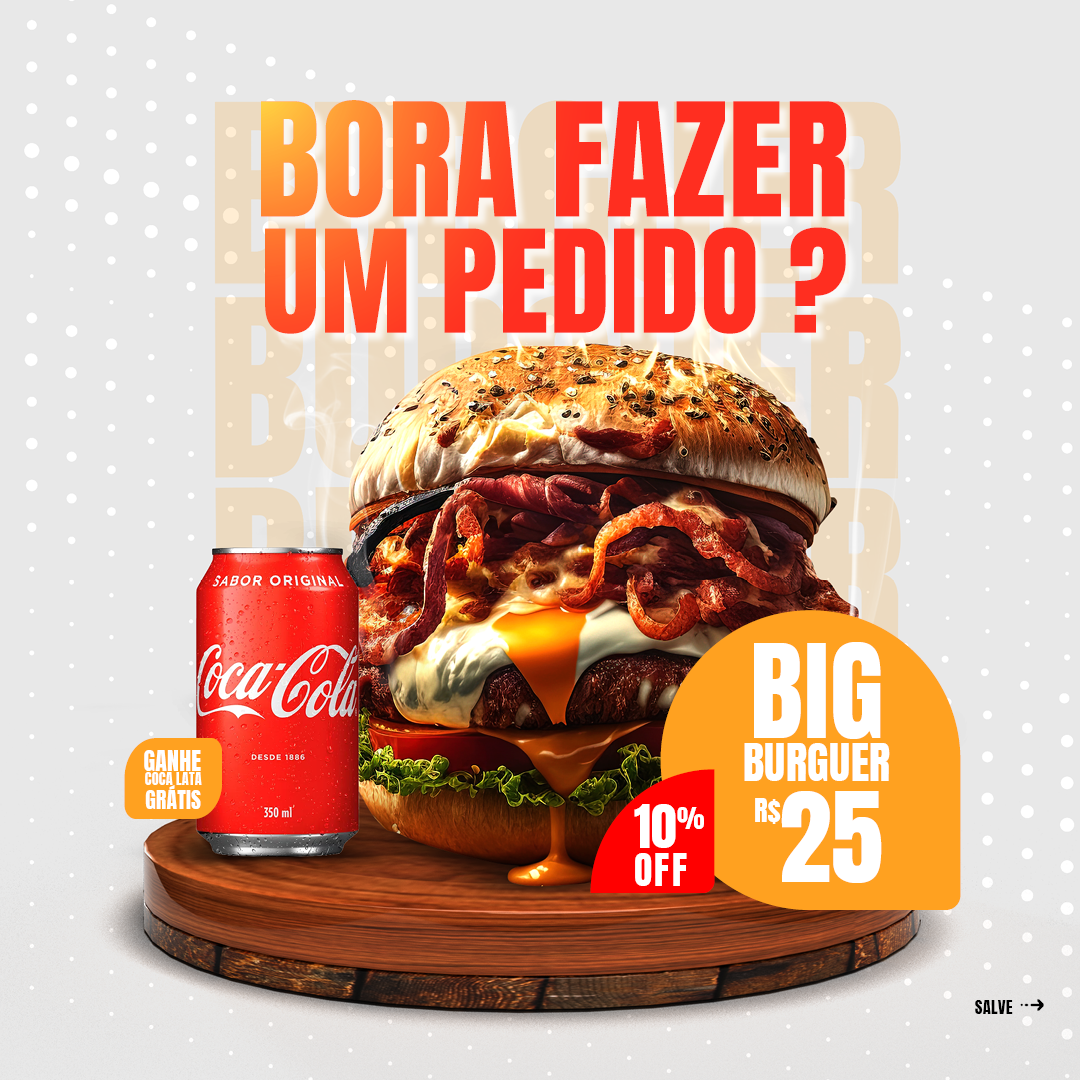 BORA FAZER
UM PEDIDO ?
SABOR ORIGINAL
Coca-Cola
DESDE 1886
350 ml
GANHE
COCA LATA
GRÁTIS
BIG
BURGUER
R$25
10%
OFF
SALVE